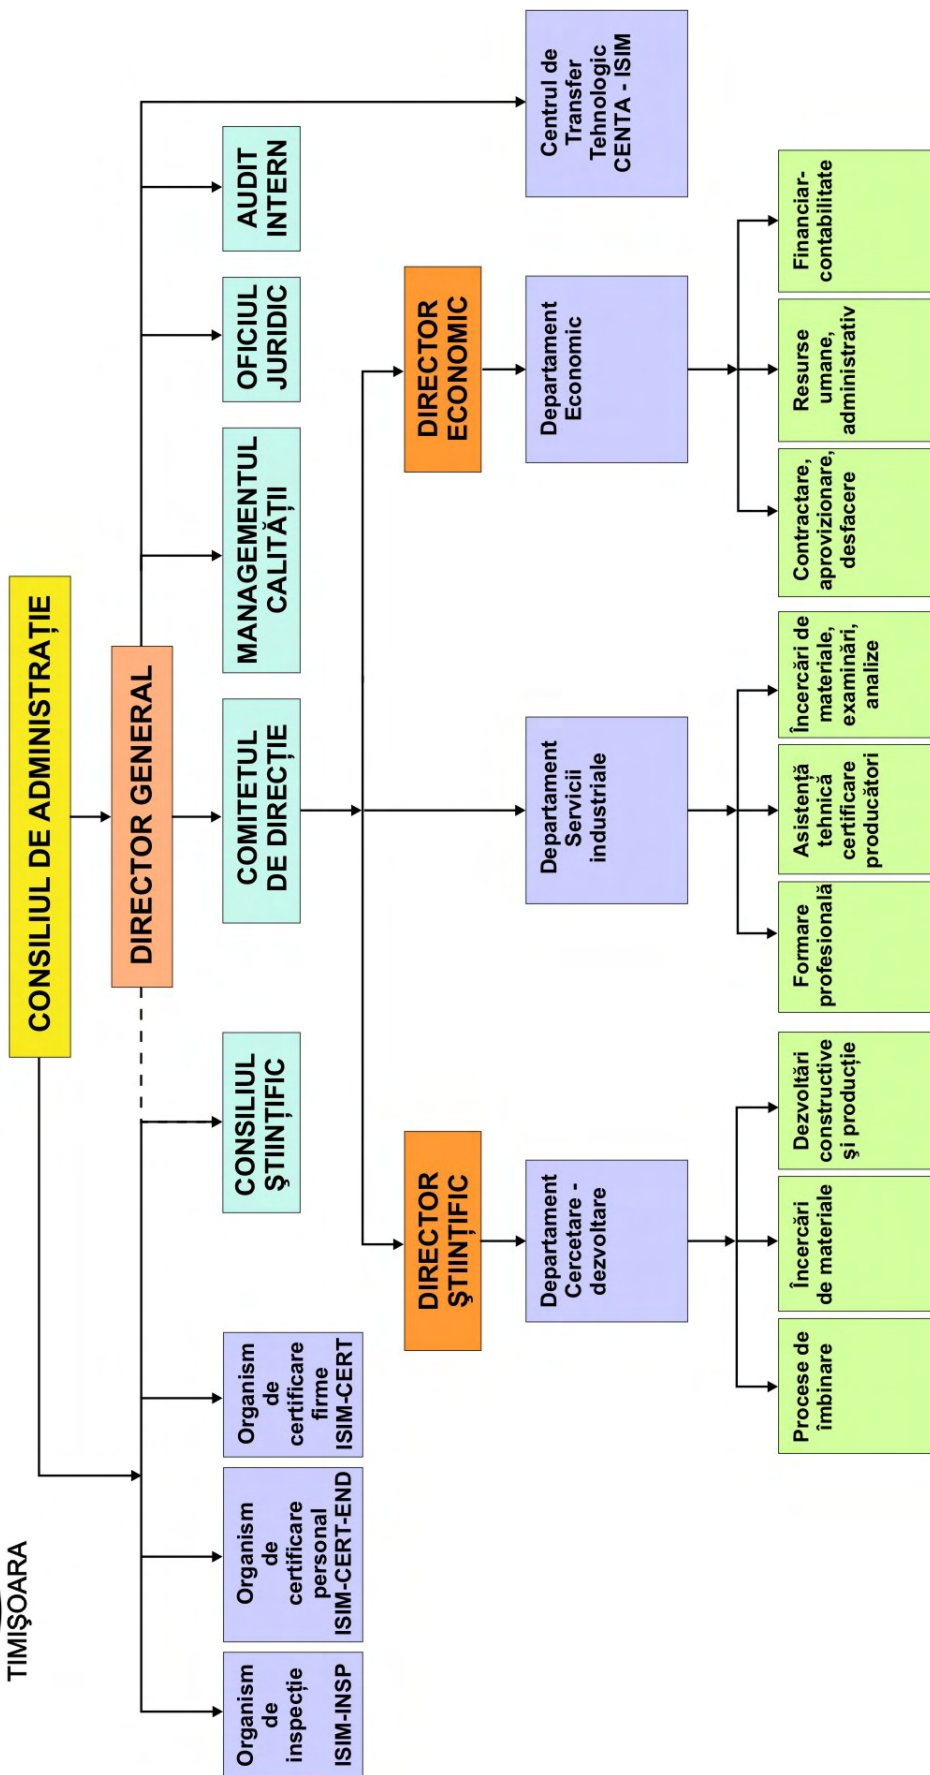 TIMIŞOARA
CONSILIUL DE ADMINISTRAȚIE
DIRECTOR GENERAL
Organism
de
inspecție
ISIM-INSP
Organism
de
certificare
personal
ISIM-CERT-END
Organism
de
certificare
firme
ISIM-CERT
CONSILIUL
ŞTIINȚIFIC
COMITETUL
DE DIRECȚIE
MANAGEMENTUL
CALITĂȚII
OFICIUL
JURIDIC
AUDIT
INTERN
DIRECTOR
ŞTIINȚIFIC
DIRECTOR
ECONOMIC
Departament
Cercetare -
dezvoltare
Departament
Servicii
industriale
Departament
Economic
Centrul de
Transfer
Tehnologic
CENTA - ISIM
Procese de
îmbinare
Încercări
de materiale
Dezvoltări
constructive
şi producție
Formare
profesională
Asistență
tehnică
certificare
producători
Încercări de
materiale,
examinări,
analize
Contractare,
aprovizionare,
desfacere
Resurse
umane,
administrativ
Financiar-
contabilitate